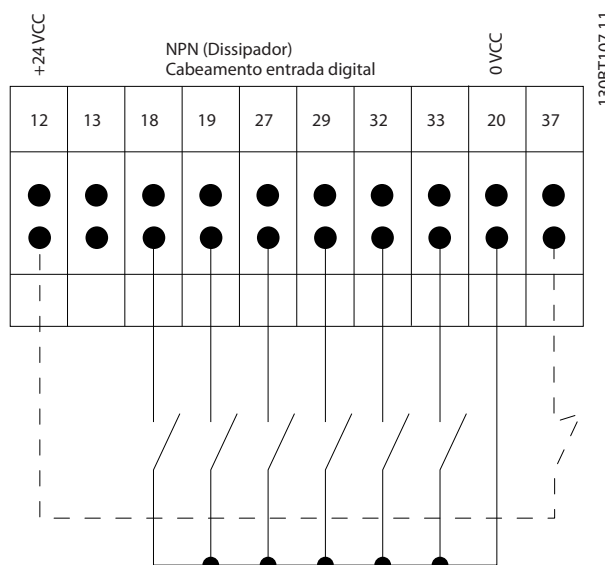 +24 VCC
NPN (Dissipador)
Cabeamento entrada digital
0 VCC
130BT107.11
12 13 18 19 27 29 32 33 20 37